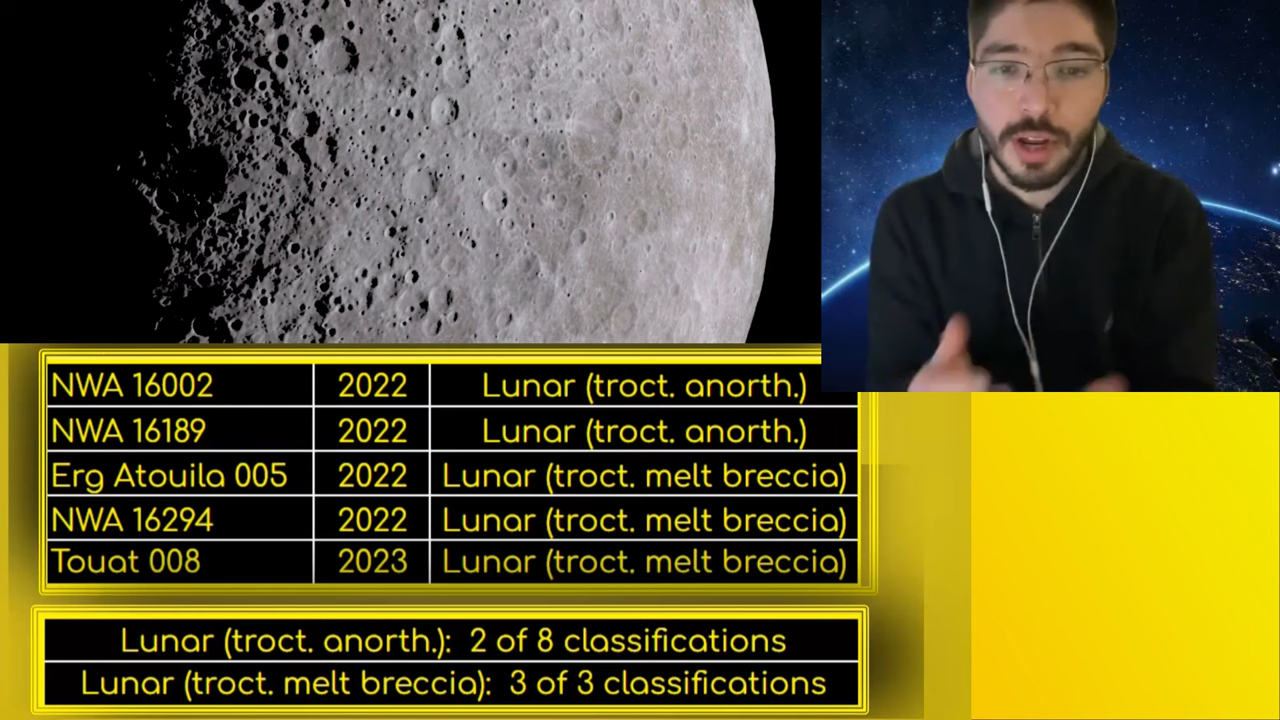 NWA 16002 2022 Lunar (troct. anorth.)
NWA 16189 2022 Lunar (troct. anorth.)
Erg Atouila 005 2022 Lunar (troct. melt breccia)
NWA 16294 2022 Lunar (troct. melt breccia)
Touat 008 2023 Lunar (troct. melt breccia)
Lunar (troct. anorth.): 2 of 8 classifications
Lunar (troct. melt breccia): 3 of 3 classifications